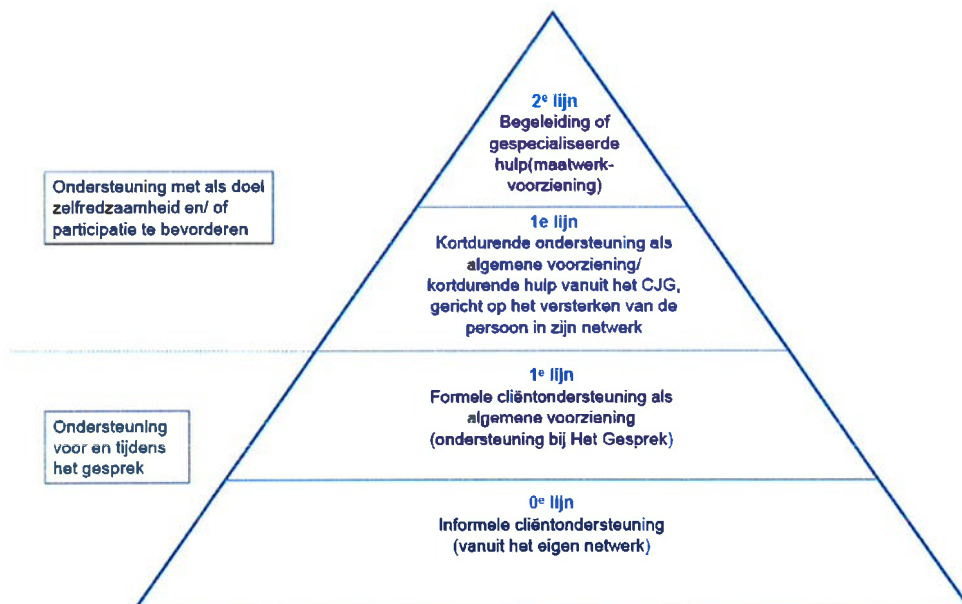 2e lijn
Begeleiding of
gespecialiseerde
hulp(maatwerk-
voorziening)
Ondersteuning met als doel
zelfredzaamheid en/ of
participatie te bevorderen
1e lijn
Kortdurende ondersteuning als
algemene voorziening/
kortdurende hulp vanuit het CJG,
gericht op het versterken van de
persoon in zijn netwerk
1e lijn
Formele cliëntondersteuning als
algemene voorziening
(ondersteuning bij Het Gesprek)
Ondersteuning
voor en tijdens
het gesprek
0e lijn
Informele cliëntondersteuning
(vanuit het eigen netwerk)